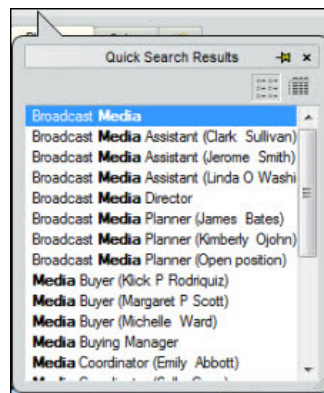 Quick Search Results
Broadcast Media
Broadcast Media Assistant (Clark Sullivan)
Broadcast Media Assistant (Jerome Smith)
Broadcast Media Assistant (Linda O Washi
Broadcast Media Director
Broadcast Media Planner (James Bates)
Broadcast Media Planner (Kimberly Ojohn)
Broadcast Media Planner (Open position)
Media Buyer (Klick P Rodriquiz)
Media Buyer (Margaret P Scott)
Media Buyer (Michelle Ward)
Media Buying Manager
Media Coordinator (Emily Abbott)